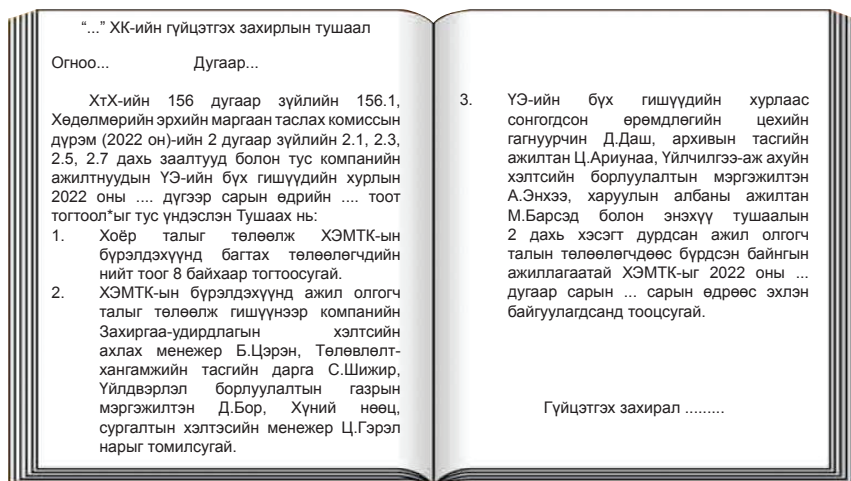 “...” ХК-ийн гүйцэтгэх захирлын тушаал
Огноо... Дугаар...
ХтХ-ийн 156 дугаар зүйлийн 156.1,
Хөдөлмөрийн эрхийн маргаан таслах комиссын
дүрэм (2022 он)-ийн 2 дугаар зүйлийн 2.1, 2.3,
2.5, 2.7 дахь заалтууд болон тус компанийн
ажилтнуудын ҮЭ-ийн бүх гишүүдийн хурлын
2022 оны .... дүгээр сарын өдрийн .... тоот
тогтоол*ыг тус үндэслэн Тушаах нь:
1. Хоёр талыг төлөөлж ХЭМТК-ын
бүрэлдэхүүнд багтах төлөөлөгчдийн
нийт тоог 8 байхаар тогтоосугай.
2. ХЭМТК-ын бүрэлдэхүүнд ажил олгогч
талыг төлөөлж гишүүнээр компанийн
Захиргаа-удирдлагын хэлтсийн
ахлах менежер Б.Цэрэн, Төлөвлөлт-
хангамжийн тасгийн дарга С.Шижир,
Үйлдвэрлэл борлуулалтын газрын
мэргэжилтэн Д.Бор, Хүний нөөц,
сургалтын хэлтэсийн менежер Ц.Гэрэл
нарыг томилсугай.
3. ҮЭ-ийн бүх гишүүдийн хурлаас
сонгогдсон өрөмдлөгийн цехийн
гагнуурчин Д.Даш, архивын тасгийн
ажилтан Ц.Ариунаа, Үйлчилгээ-аж ахуйн
хэлтсийн борлуулалтын мэргэжилтэн
А.Энхээ, харуулын албаны ажилтан
М.Барсэд болон энэхүү тушаалын
2 дахь хэсэгт дурдсан ажил олгогч
талын төлөөлөгчдөөс бүрдсэн байнгын
ажиллагаатай ХЭМТК-ыг 2022 оны ...
дугаар сарын ... сарын өдрөөс эхлэн
байгуулагдсанд тооцсугай.
Гүйцэтгэх захирал .........